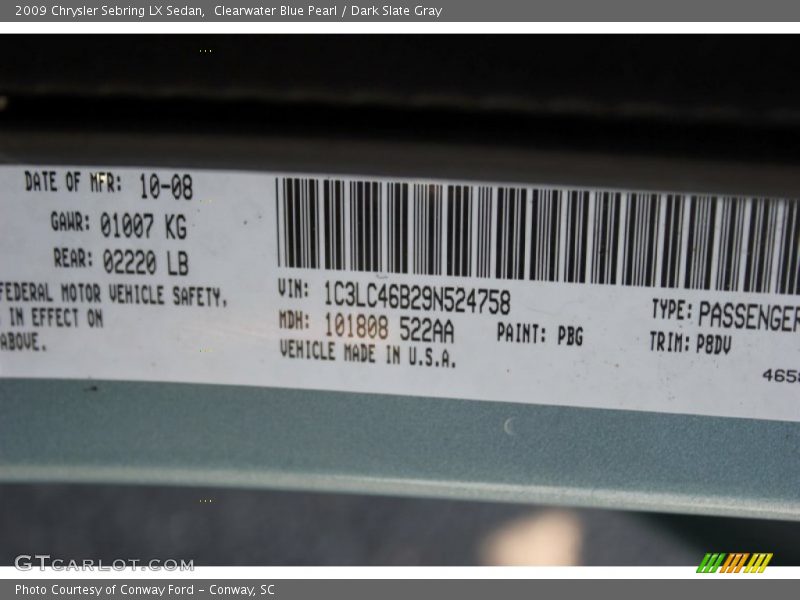 2009 Chrysler Sebring LX Sedan,  Clearwater Blue Pearl / Dark Slate Gray
DATE OF MFR: 10-08
GAWR: 01007 KG
REAR: 02220 LB
FEDERAL MOTOR VEHICLE SAFETY,
IN EFFECT ON
ABOVE.
VIN: 1C3LC46B29N524758
MDH: 101808 522AA
PAINT: PBG
VEHICLE MADE IN U.S.A.
TYPE: PASSENGER
TRIM: P8DV
465
GTCARLOT.COM
Photo Courtesy of Conway Ford - Conway, SC